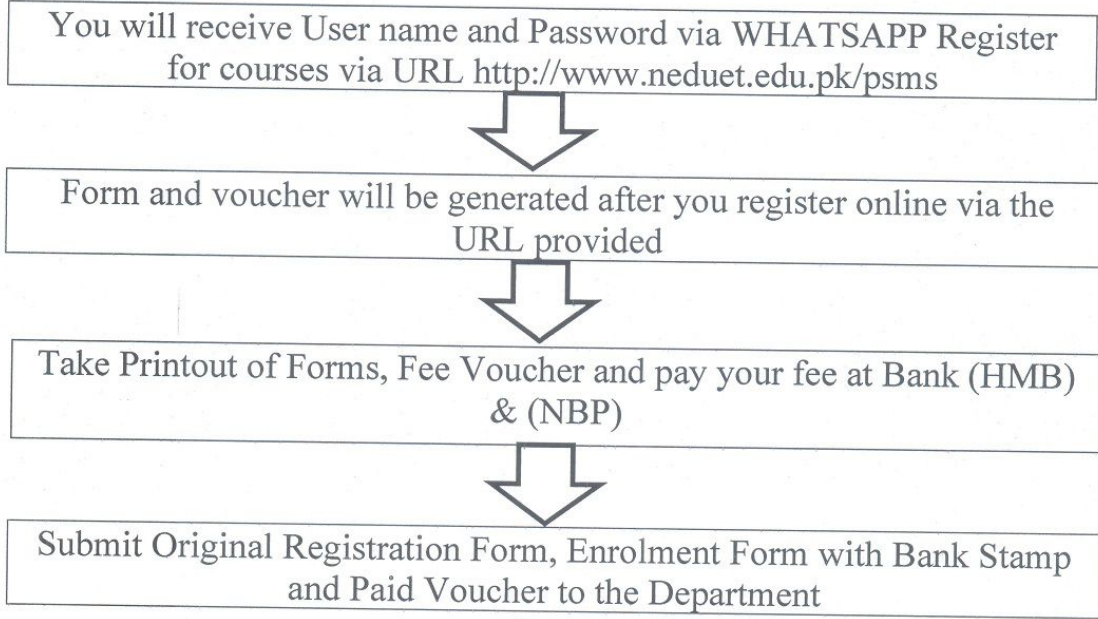 You will receive User name and Password via WHATSAPP Register
for courses via URL http://www.neduet.edu.pk/psms
Form and voucher will be generated after you register online via the
URL provided
Take Printout of Forms, Fee Voucher and pay your fee at Bank (HMB)
& (NBP)
Submit Original Registration Form, Enrolment Form with Bank Stamp
and Paid Voucher to the Department